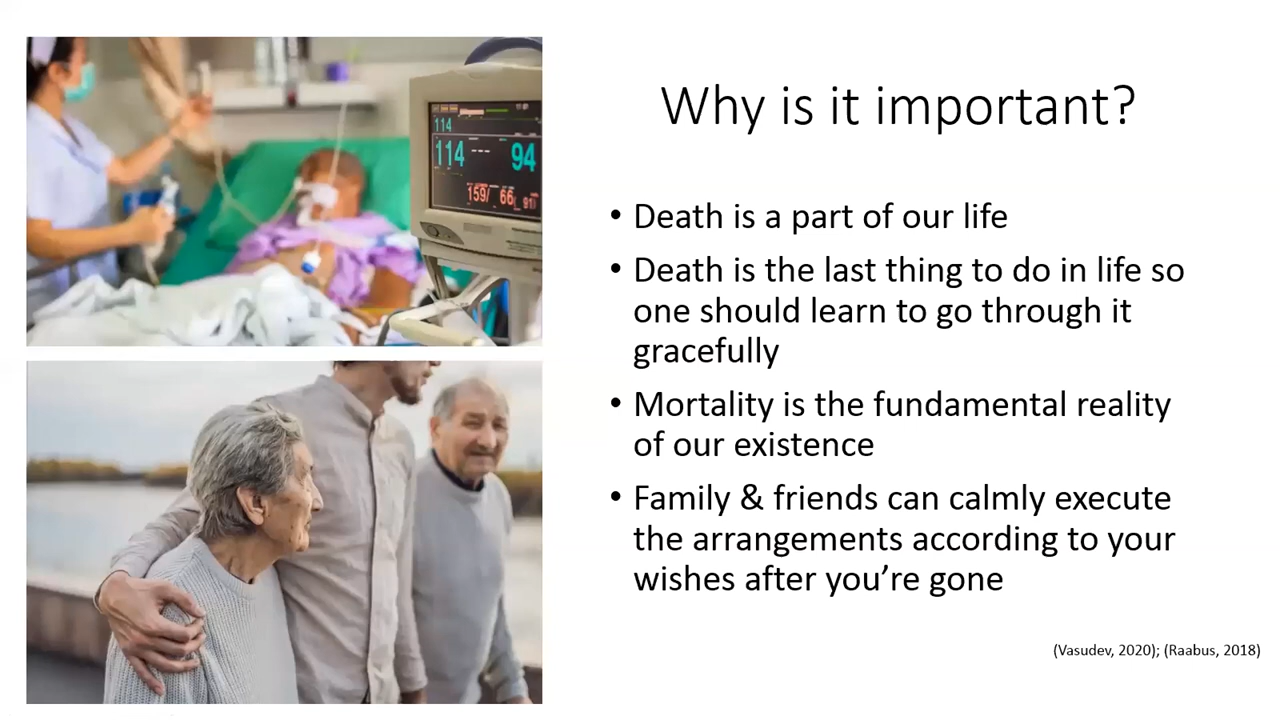 Why is it important?
• Death is a part of our life
• Death is the last thing to do in life so
one should learn to go through it
gracefully
• Mortality is the fundamental reality
of our existence
• Family & friends can calmly execute
the arrangements according to your
wishes after you’re gone
(Vasudev, 2020); (Raabus, 2018)
114
114 --- 94
159/ 66 (91)